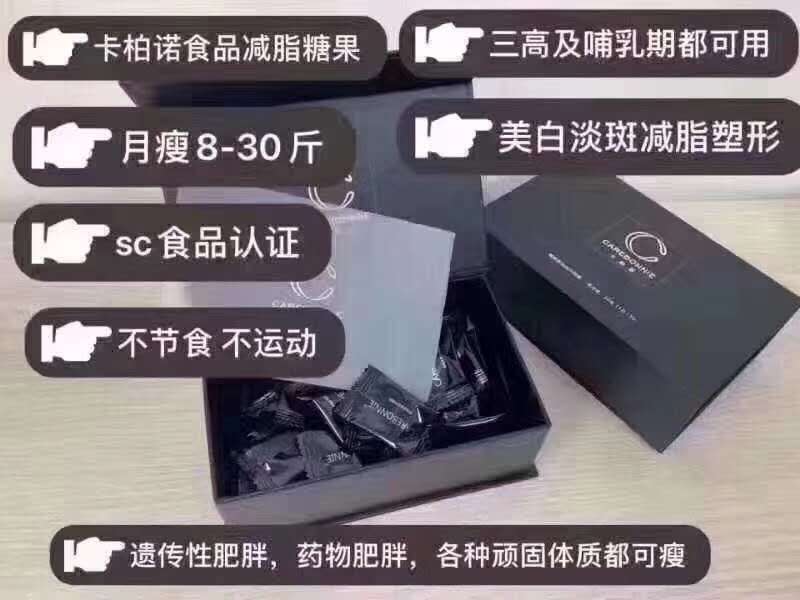 卡柏诺食品减脂糖果
三高及哺乳期都可用
月瘦8-30斤
美白淡斑减脂塑形
sc食品认证
不节食 不运动
CAREBONNIE
遗传性肥胖，药物肥胖，各种顽固体质都可瘦